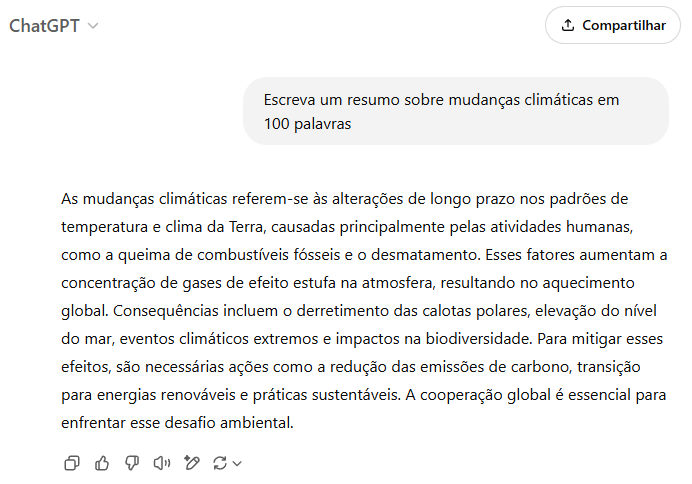 ChatGPT
Compartilhar
Escreva um resumo sobre mudanças climáticas em
100 palavras
As mudanças climáticas referem-se às alterações de longo prazo nos padrões de
temperatura e clima da Terra, causadas principalmente pelas atividades humanas,
como a queima de combustíveis fósseis e o desmatamento. Esses fatores aumentam a
concentração de gases de efeito estufa na atmosfera, resultando no aquecimento
global. Consequências incluem o derretimento das calotas polares, elevação do nível
do mar, eventos climáticos extremos e impactos na biodiversidade. Para mitigar esses
efeitos, são necessárias ações como a redução das emissões de carbono, transição
para energias renováveis e práticas sustentáveis. A cooperação global é essencial para
enfrentar esse desafio ambiental.